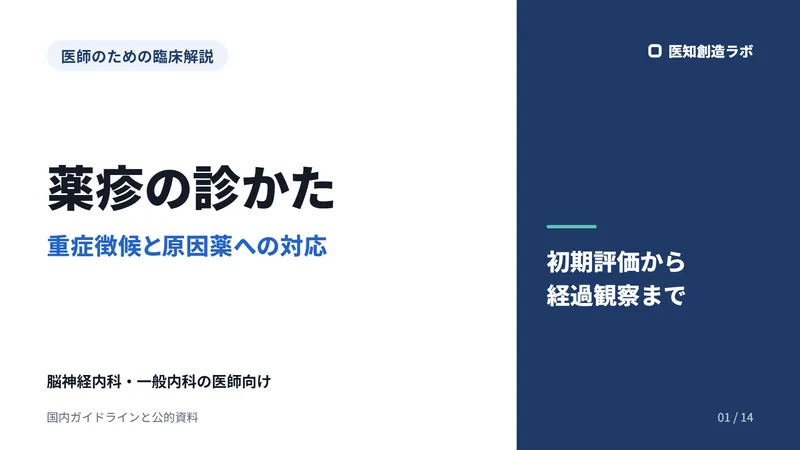 医師のための臨床解説
医知創造ラボ
薬疹の診かた
重症徴候と原因薬への対応
初期評価から
経過観察まで
脳神経内科・一般内科の医師向け
国内ガイドラインと公的資料
01 / 14